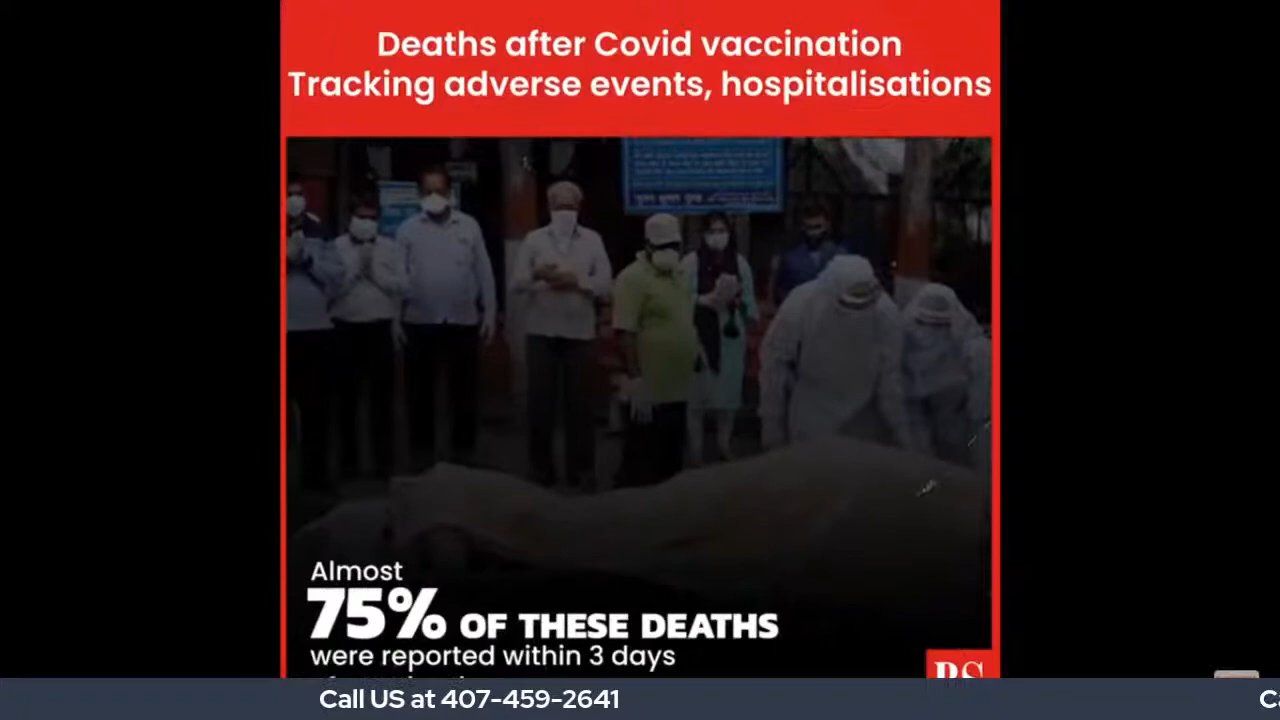 Deaths after Covid vaccination
Tracking adverse events, hospitalisations
Almost
75% OF THESE DEATHS
were reported within 3 days
BS
Call US at 407-459-2641